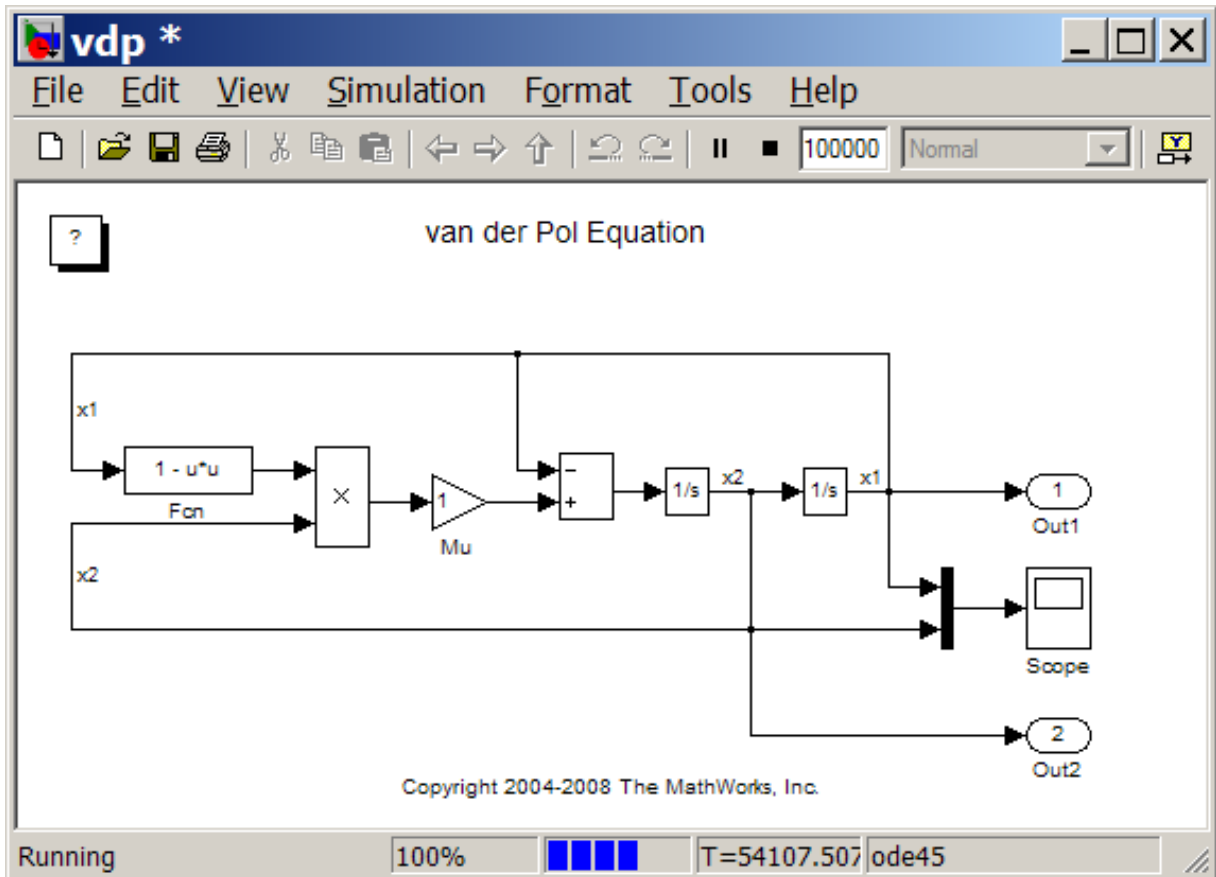 vdp *
File Edit View Simulation Format Tools Help
100000 Normal
?
van der Pol Equation
x1
1 - u*u
Fcn
×
1
Mu
−
+
1/s
x2
1/s
x1
1
Out1
x2
Scope
2
Out2
Copyright 2004-2008 The MathWorks, Inc.
Running 100% T=54107.507 ode45